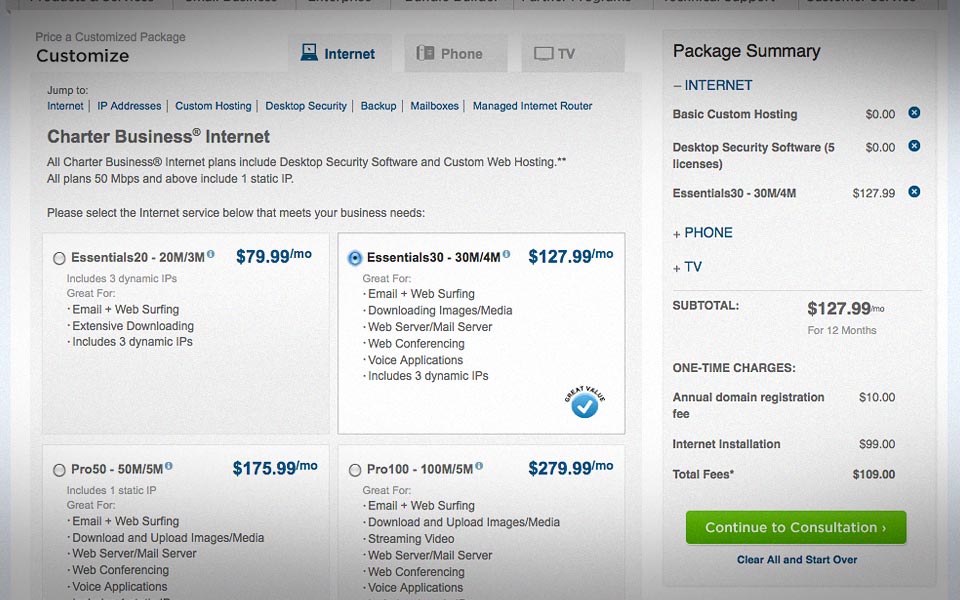 Products & Services
Small Business
Enterprise
Bundle Builder
Partner Programs
Technical Support
Customer Service
Price a Customized Package
Customize
Internet
Phone
TV
Jump to:
Internet | IP Addresses | Custom Hosting | Desktop Security | Backup | Mailboxes | Managed Internet Router
Charter Business® Internet
All Charter Business® Internet plans include Desktop Security Software and Custom Web Hosting.**
All plans 50 Mbps and above include 1 static IP.
Please select the Internet service below that meets your business needs:
Essentials20 - 20M/3M $79.99/mo
Includes 3 dynamic IPs
Great For:
· Email + Web Surfing
· Extensive Downloading
· Includes 3 dynamic IPs
Essentials30 - 30M/4M $127.99/mo
Great For:
· Email + Web Surfing
· Downloading Images/Media
· Web Server/Mail Server
· Web Conferencing
· Voice Applications
· Includes 3 dynamic IPs
GREAT VALUE
Pro50 - 50M/5M $175.99/mo
Includes 1 static IP
Great For:
· Email + Web Surfing
· Download and Upload Images/Media
· Web Server/Mail Server
· Web Conferencing
· Voice Applications
Pro100 - 100M/5M $279.99/mo
Great For:
· Email + Web Surfing
· Download and Upload Images/Media
· Streaming Video
· Web Server/Mail Server
· Web Conferencing
· Voice Applications
Package Summary
– INTERNET
Basic Custom Hosting $0.00
Desktop Security Software (5
licenses) $0.00
Essentials30 - 30M/4M $127.99
+ PHONE
+ TV
SUBTOTAL: $127.99/mo
For 12 Months
ONE-TIME CHARGES:
Annual domain registration
fee $10.00
Internet Installation $99.00
Total Fees* $109.00
Continue to Consultation ›
Clear All and Start Over